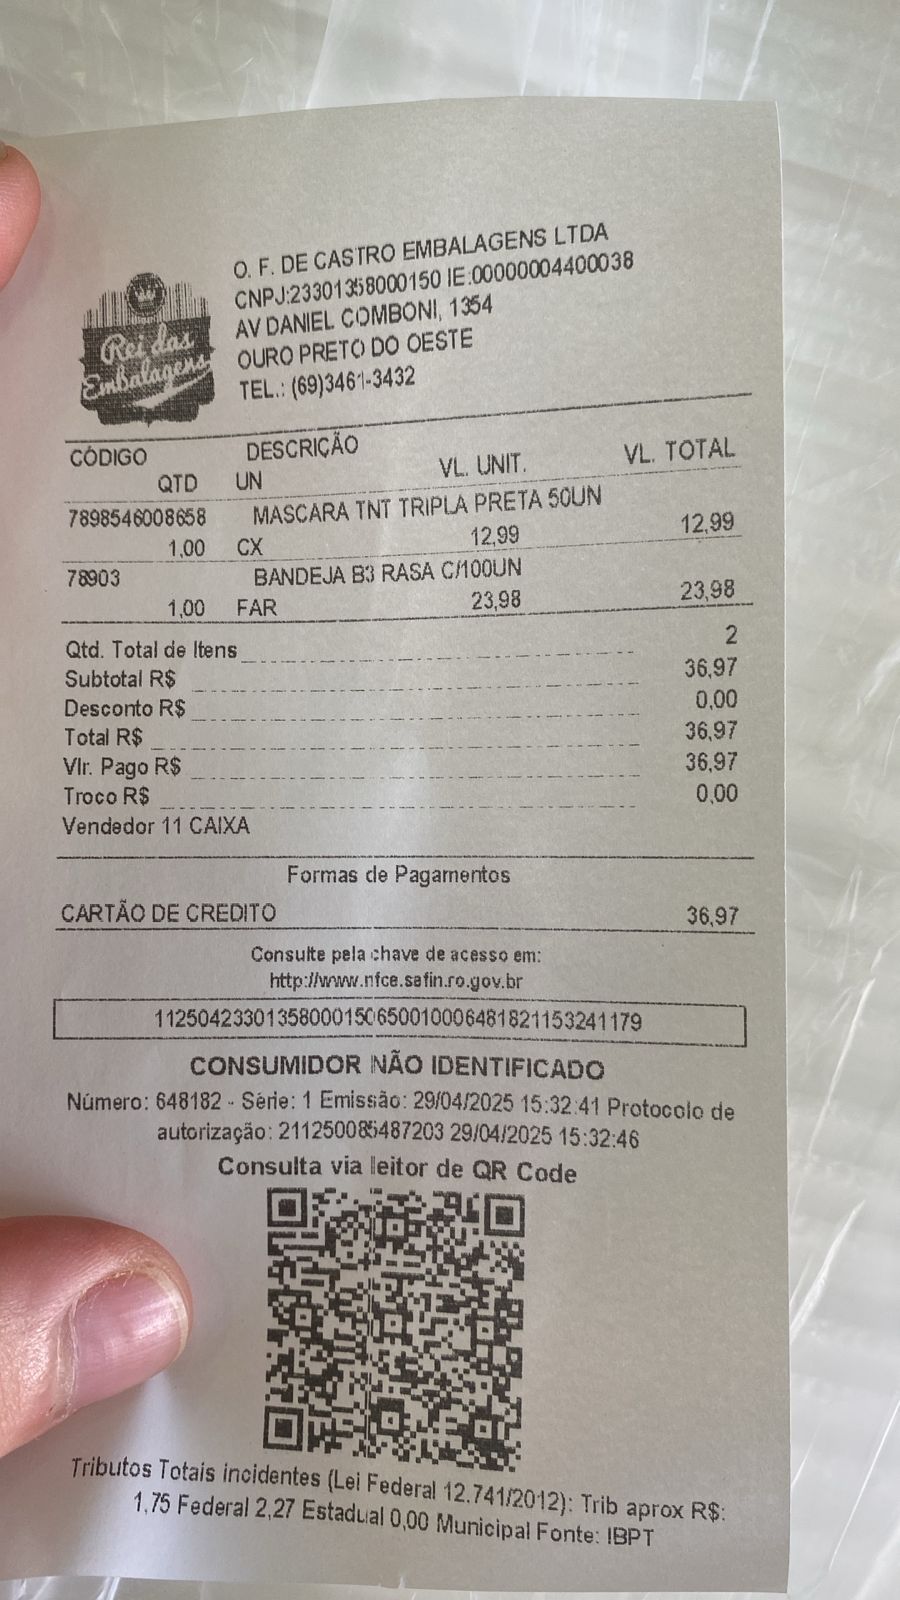 Rei das
Embalagens
O. F. DE CASTRO EMBALAGENS LTDA
CNPJ:23301358000150 IE:00000004400038
AV DANIEL COMBONI, 1354
OURO PRETO DO OESTE
TEL.: (69)3461-3432
CÓDIGO DESCRIÇÃO
QTD UN VL. UNIT. VL. TOTAL
7898546008658 MASCARA TNT TRIPLA PRETA 50UN
1,00 CX 12,99 12,99
78903 BANDEJA B3 RASA C/100UN
1,00 FAR 23,98 23,98
Qtd. Total de Itens 2
Subtotal R$ 36,97
Desconto R$ 0,00
Total R$ 36,97
Vlr. Pago R$ 36,97
Troco R$ 0,00
Vendedor 11 CAIXA
Formas de Pagamentos
CARTÃO DE CREDITO 36,97
Consulte pela chave de acesso em:
http://www.nfce.sefin.ro.gov.br
11250423301358000150650010006481821153241179
CONSUMIDOR NÃO IDENTIFICADO
Número: 648182 - Série: 1 Emissão: 29/04/2025 15:32:41 Protocolo de
autorização: 211250085487203 29/04/2025 15:32:46
Consulta via leitor de QR Code
Tributos Totais incidentes (Lei Federal 12.741/2012): Trib aprox R$:
1,75 Federal 2,27 Estadual 0,00 Municipal Fonte: IBPT